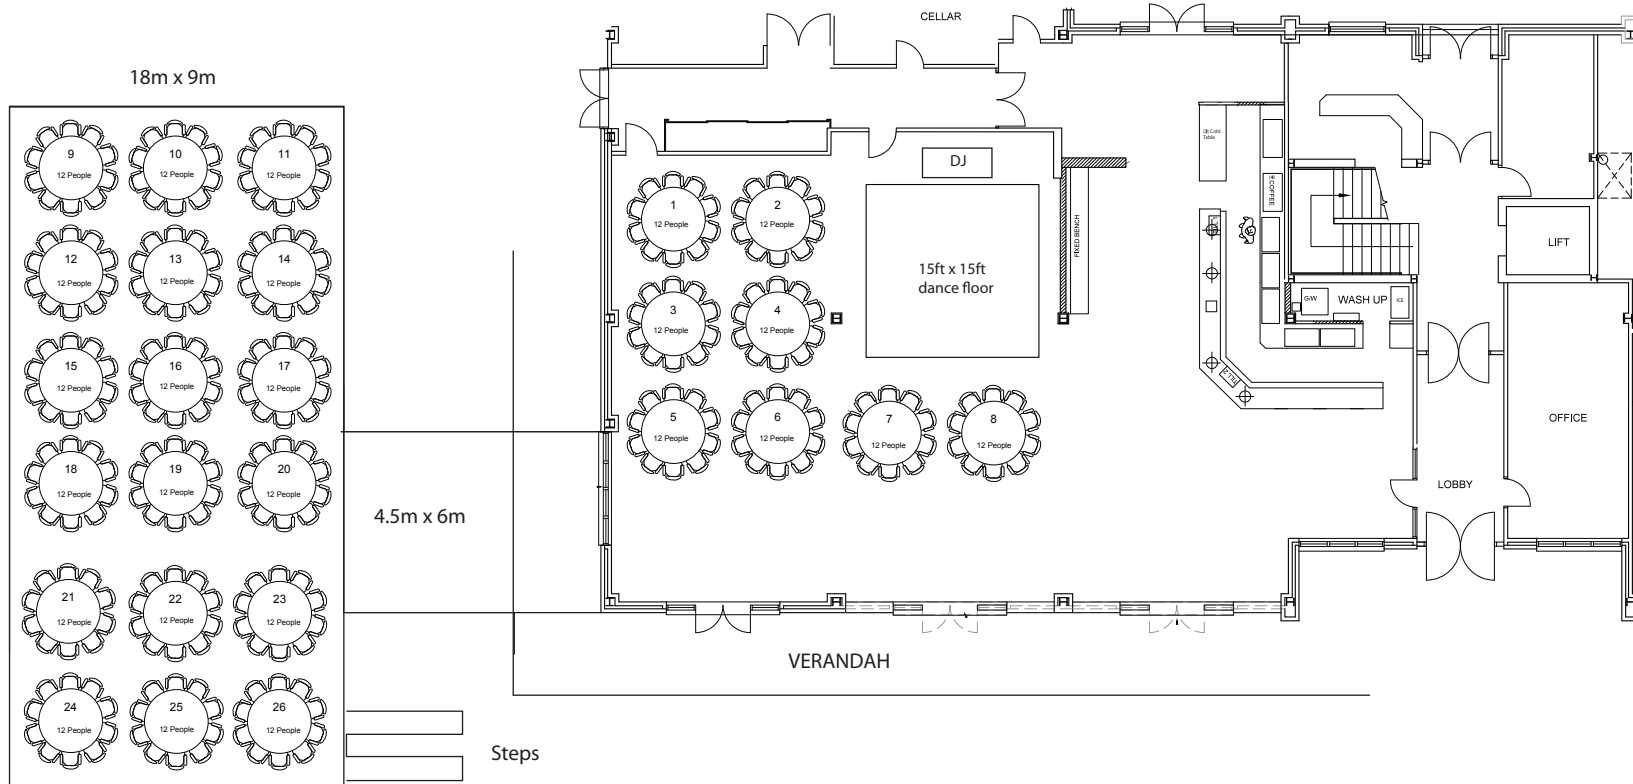 CELLAR
18m x 9m
9
12 People
10
12 People
11
12 People
12
12 People
13
12 People
14
12 People
15
12 People
16
12 People
17
12 People
18
12 People
19
12 People
20
12 People
21
12 People
22
12 People
23
12 People
24
12 People
25
12 People
26
12 People
4.5m x 6m
Steps
1
12 People
2
12 People
3
12 People
4
12 People
5
12 People
6
12 People
7
12 People
8
12 People
DJ
15ft x 15ft
dance floor
FIXED BENCH
Cold
Table
COFFEE
G/W
WASH UP
ICE
LIFT
OFFICE
LOBBY
VERANDAH